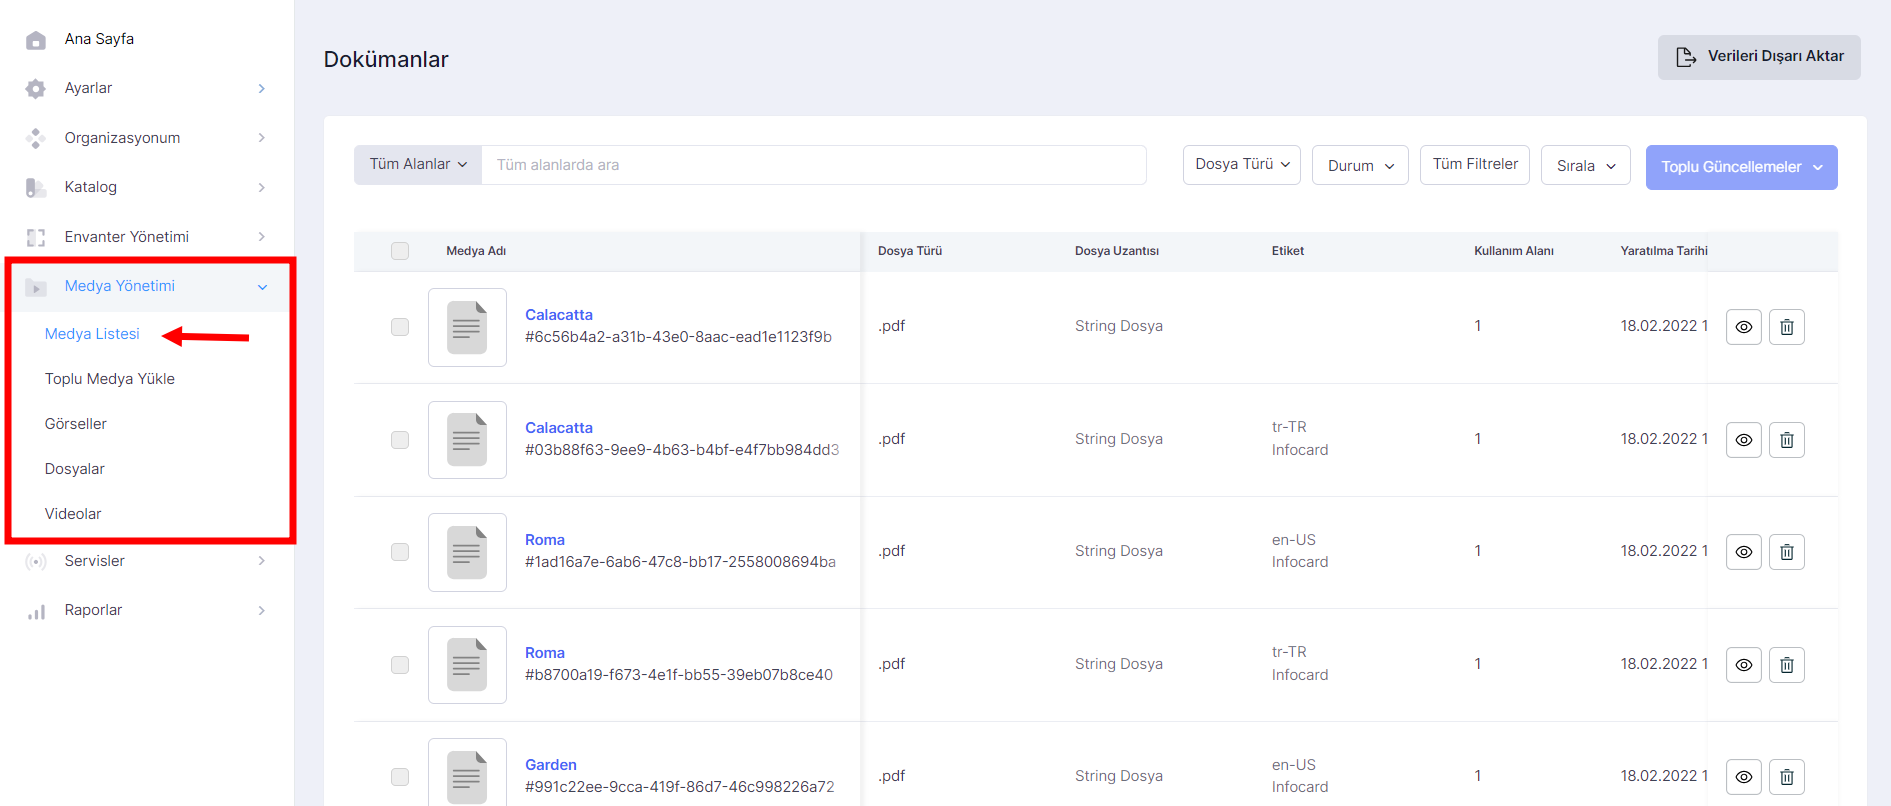 Ana Sayfa
Ayarlar
Organizasyonum
Katalog
Envanter Yönetimi
Medya Yönetimi
Medya Listesi
Toplu Medya Yükle
Görseller
Dosyalar
Videolar
Servisler
Raporlar
Dokümanlar
Verileri Dışarı Aktar
Tüm Alanlar Tüm alanlarda ara Dosya Türü Durum Tüm Filtreler Sırala Toplu Güncellemeler
Medya Adı Dosya Türü Dosya Uzantısı Etiket Kullanım Alanı Yaratılma Tarihi
Calacatta
#6c56b4a2-a31b-43e0-8aac-ead1e1123f9b
.pdf String Dosya 1 18.02.2022 1
Calacatta
#03b88f63-9ee9-4b63-b4bf-e4f7bb984dd3
.pdf String Dosya
tr-TR
Infocard
1 18.02.2022 1
Roma
#1ad16a7e-6ab6-47c8-bb17-2558008694ba
.pdf String Dosya
en-US
Infocard
1 18.02.2022 1
Roma
#b8700a19-f673-4e1f-bb55-39eb07b8ce40
.pdf String Dosya
tr-TR
Infocard
1 18.02.2022 1
Garden
#991c22ee-9cca-419f-86d7-46c998226a72
.pdf String Dosya
en-US
Infocard
1 18.02.2022 1